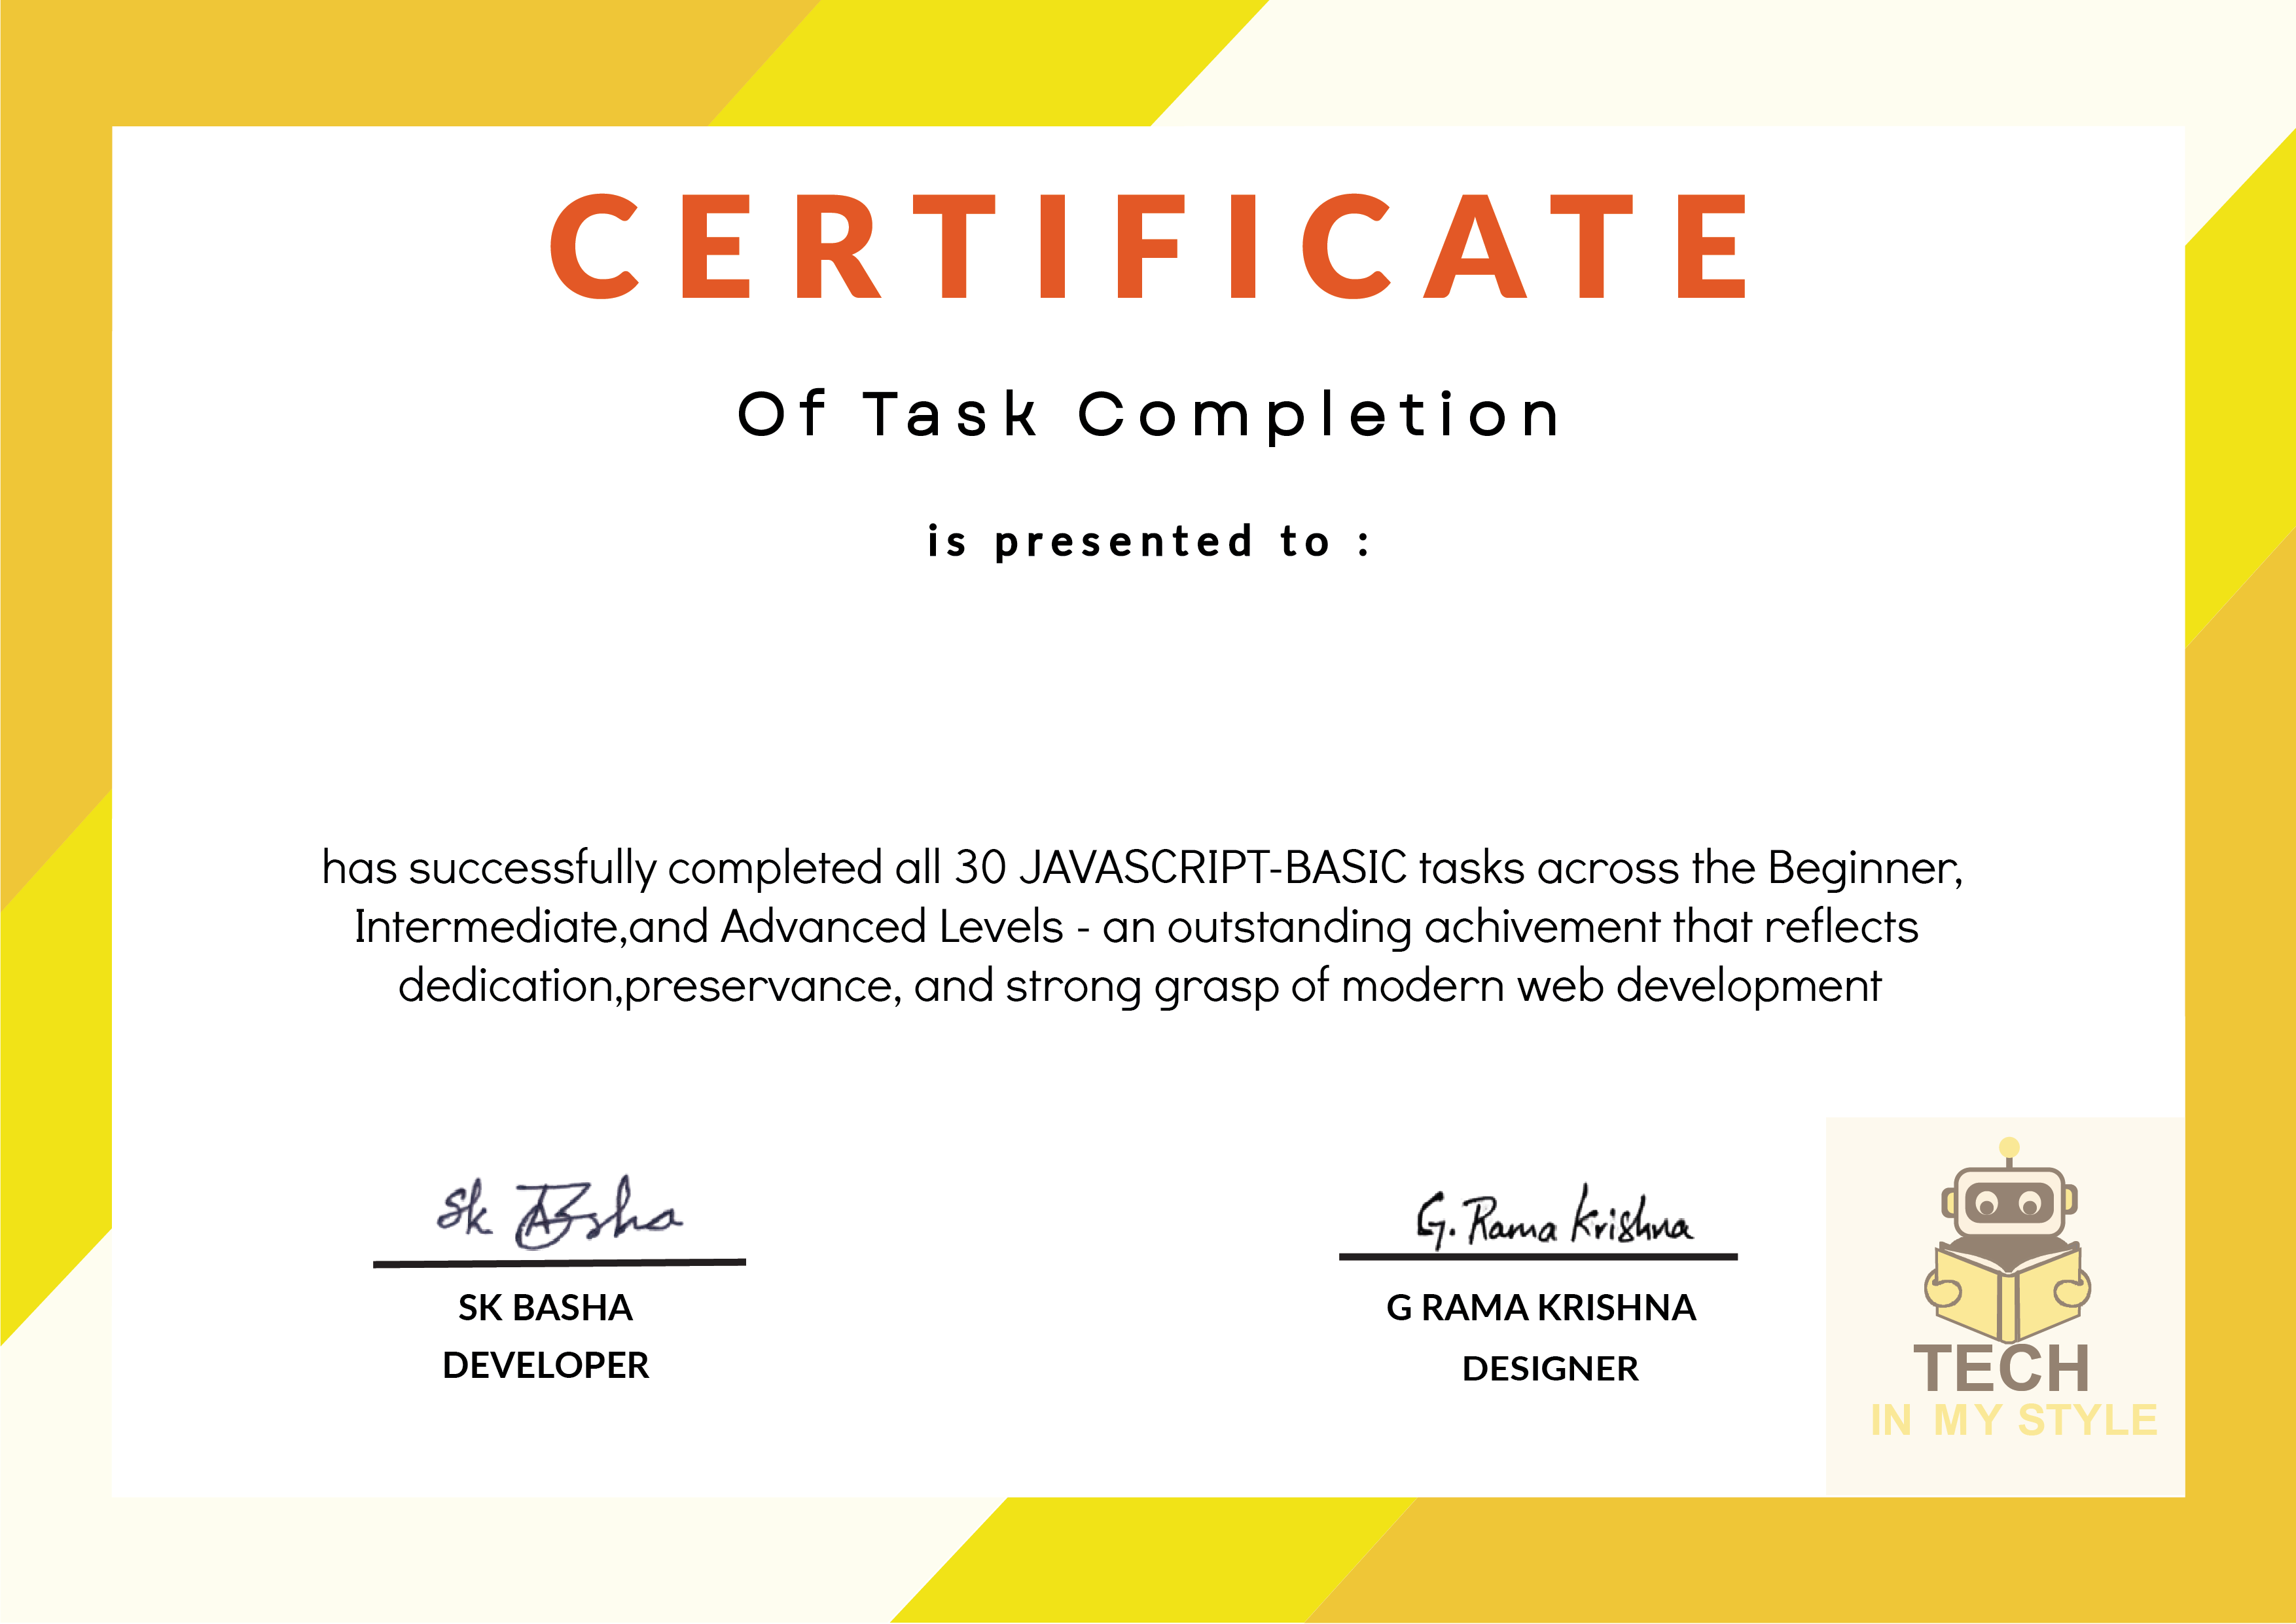 CERTIFICATE
Of Task Completion
is presented to :
has successfully completed all 30 JAVASCRIPT-BASIC tasks across the Beginner,
Intermediate,and Advanced Levels - an outstanding achivement that reflects
dedication,preservance, and strong grasp of modern web development
Sk Basha
G. Rama Krishna
SK BASHA
G RAMA KRISHNA
DEVELOPER
DESIGNER
TECH
IN MY STYLE